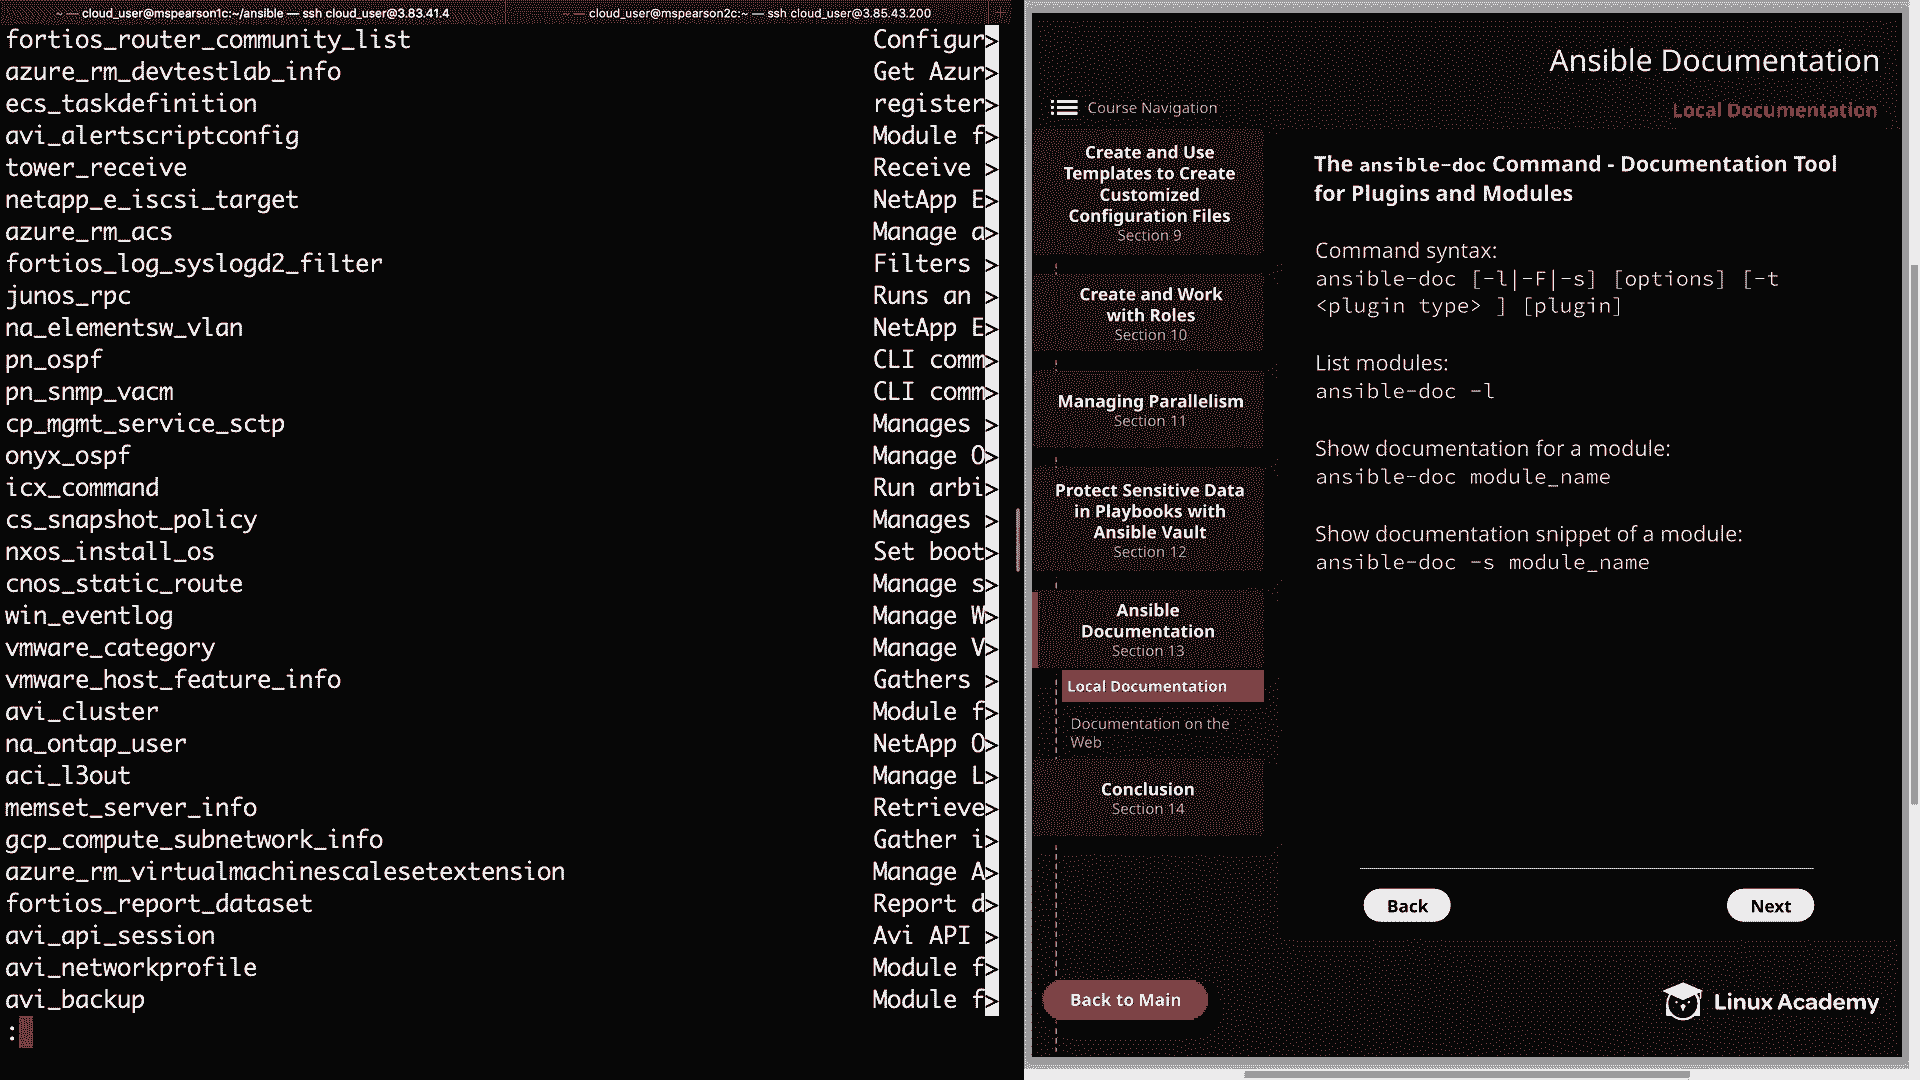 cloud_user@mspearson1c:~/ansible — ssh cloud_user@3.83.41.4
cloud_user@mspearson2c:~ — ssh cloud_user@3.85.43.200
fortios_router_community_list Configur>
azure_rm_devtestlab_info Get Azur>
ecs_taskdefinition register>
avi_alertscriptconfig Module f>
tower_receive Receive >
netapp_e_iscsi_target NetApp E>
azure_rm_acs Manage a>
fortios_log_syslogd2_filter Filters >
junos_rpc Runs an >
na_elementsw_vlan NetApp E>
pn_ospf CLI comm>
pn_snmp_vacm CLI comm>
cp_mgmt_service_sctp Manages >
onyx_ospf Manage O>
icx_command Run arbi>
cs_snapshot_policy Manages >
nxos_install_os Set boot>
cnos_static_route Manage s>
win_eventlog Manage W>
vmware_category Manage V>
vmware_host_feature_info Gathers >
avi_cluster Module f>
na_ontap_user NetApp O>
aci_l3out Manage L>
memset_server_info Retrieve>
gcp_compute_subnetwork_info Gather i>
azure_rm_virtualmachinescalesetextension Manage A>
fortios_report_dataset Report d>
avi_api_session Avi API >
avi_networkprofile Module f>
avi_backup Module f>
:
Ansible Documentation
Local Documentation
Course Navigation
Create and Use
Templates to Create
Customized
Configuration Files
Section 9
Create and Work
with Roles
Section 10
Managing Parallelism
Section 11
Protect Sensitive Data
in Playbooks with
Ansible Vault
Section 12
Ansible
Documentation
Section 13
Local Documentation
Documentation on the
Web
Conclusion
Section 14
Back to Main
The ansible-doc Command - Documentation Tool
for Plugins and Modules
Command syntax:
ansible-doc [-l|-F|-s] [options] [-t
<plugin type> ] [plugin]
List modules:
ansible-doc -l
Show documentation for a module:
ansible-doc module_name
Show documentation snippet of a module:
ansible-doc -s module_name
Back
Next
Linux Academy